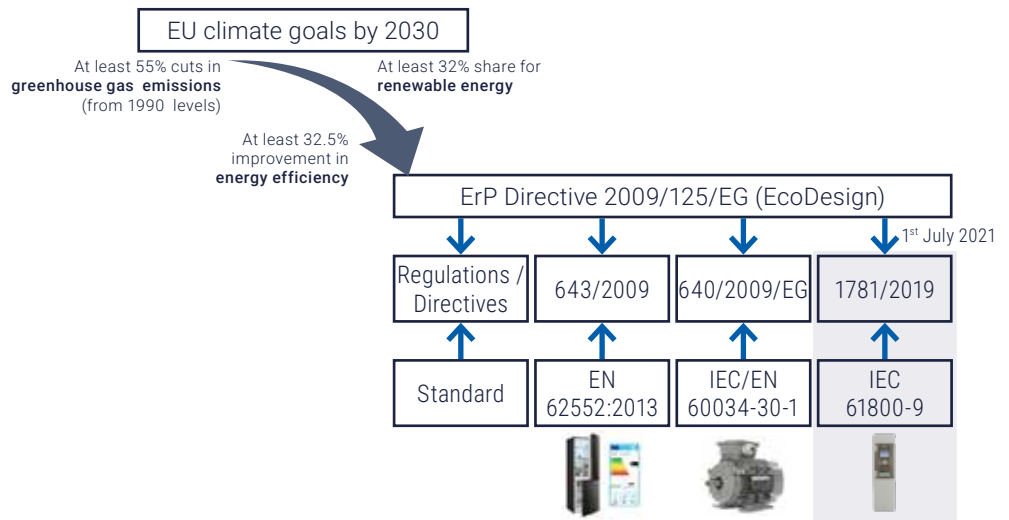 EU climate goals by 2030
At least 55% cuts in
greenhouse gas emissions
(from 1990 levels)
At least 32% share for
renewable energy
At least 32.5%
improvement in
energy efficiency
ErP Directive 2009/125/EG (EcoDesign)
1st July 2021
Regulations /
Directives
643/2009
640/2009/EG
1781/2019
Standard
EN
62552:2013
IEC/EN
60034-30-1
IEC
61800-9